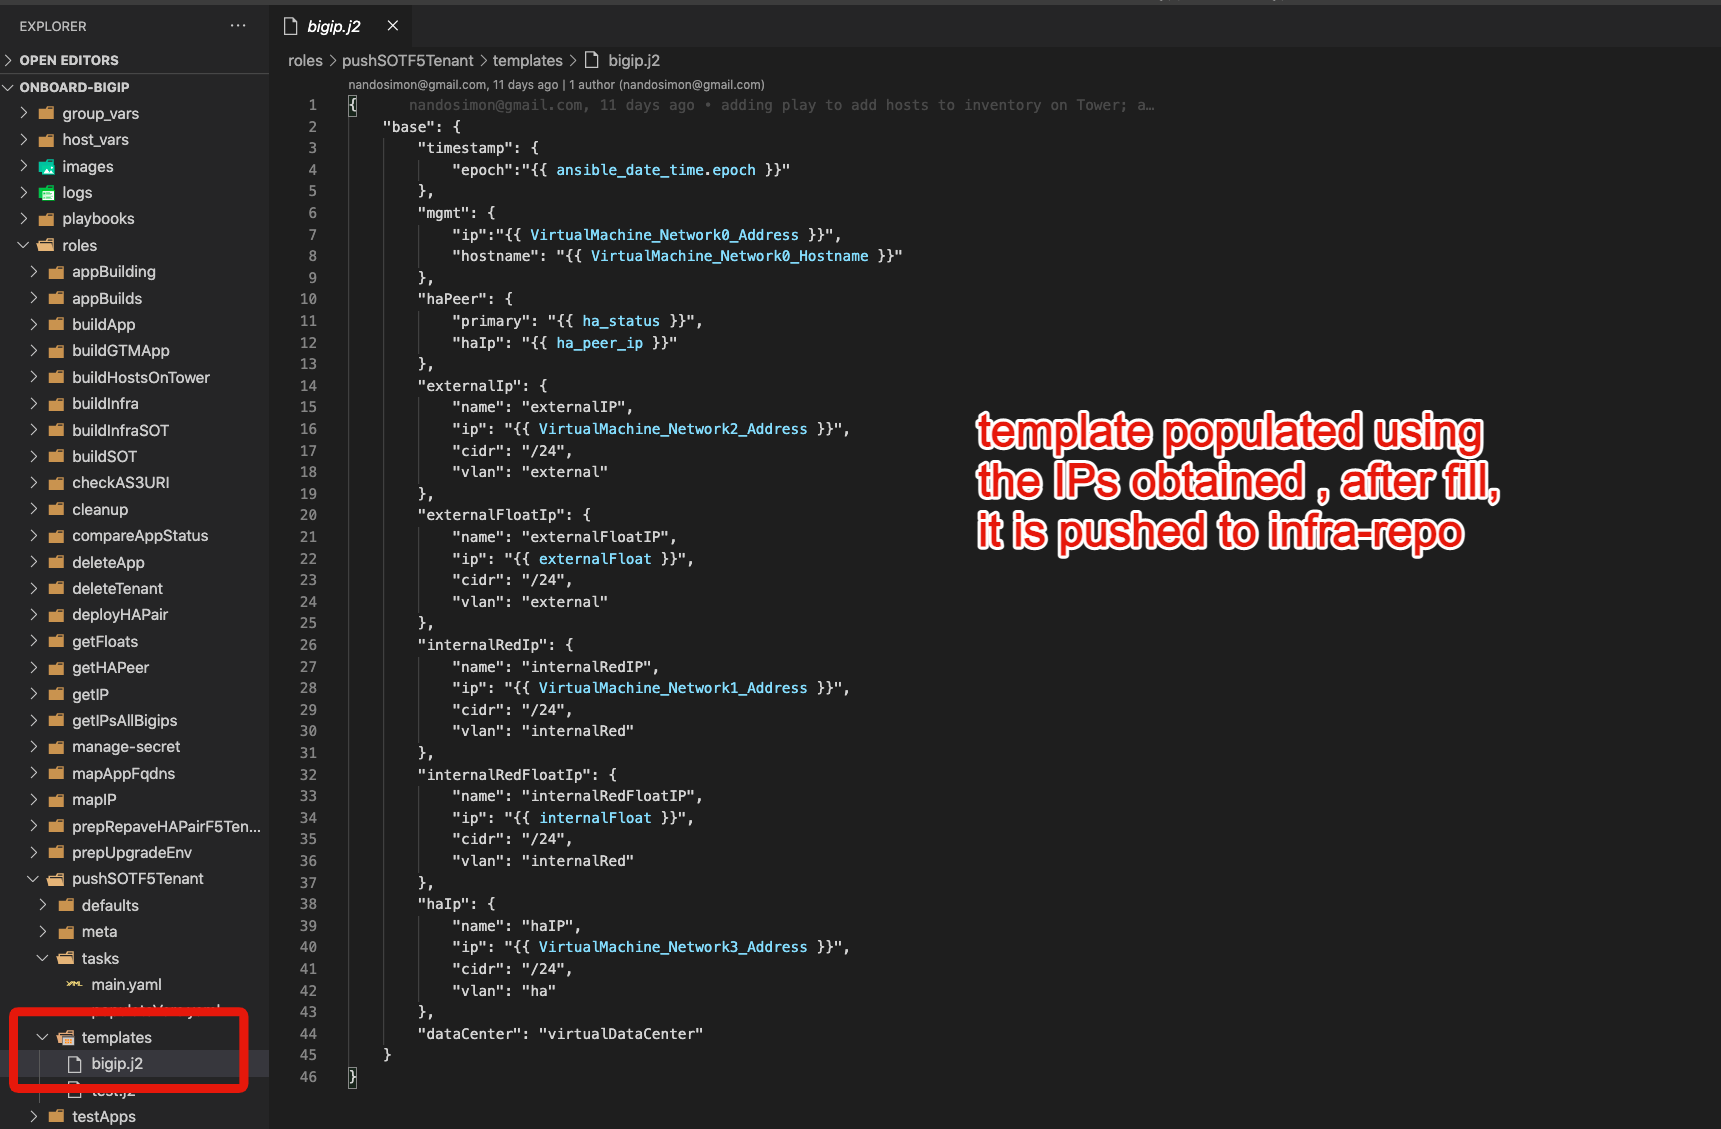 EXPLORER
OPEN EDITORS
ONBOARD-BIGIP
group_vars
host_vars
images
logs
playbooks
roles
appBuilding
appBuilds
buildApp
buildGTMApp
buildHostsOnTower
buildInfra
buildInfraSOT
buildSOT
checkAS3URI
cleanup
compareAppStatus
deleteApp
deleteTenant
deployHAPair
getFloats
getHAPeer
getIP
getIPsAllBigips
manage-secret
mapAppFqdns
mapIP
prepRepaveHAPairF5Ten...
prepUpgradeEnv
pushSOTF5Tenant
defaults
meta
tasks
main.yaml
templates
bigip.j2
test.j2
testApps
bigip.j2
roles > pushSOTF5Tenant > templates > bigip.j2
nandosimon@gmail.com, 11 days ago | 1 author (nandosimon@gmail.com)
1 { nandosimon@gmail.com, 11 days ago • adding play to add hosts to inventory on Tower; a…
2 "base": {
3 "timestamp": {
4 "epoch":"{{ ansible_date_time.epoch }}"
5 },
6 "mgmt": {
7 "ip":"{{ VirtualMachine_Network0_Address }}",
8 "hostname": "{{ VirtualMachine_Network0_Hostname }}"
9 },
10 "haPeer": {
11 "primary": "{{ ha_status }}",
12 "haIp": "{{ ha_peer_ip }}"
13 },
14 "externalIp": {
15 "name": "externalIP",
16 "ip": "{{ VirtualMachine_Network2_Address }}",
17 "cidr": "/24",
18 "vlan": "external"
19 },
20 "externalFloatIp": {
21 "name": "externalFloatIP",
22 "ip": "{{ externalFloat }}",
23 "cidr": "/24",
24 "vlan": "external"
25 },
26 "internalRedIp": {
27 "name": "internalRedIP",
28 "ip": "{{ VirtualMachine_Network1_Address }}",
29 "cidr": "/24",
30 "vlan": "internalRed"
31 },
32 "internalRedFloatIp": {
33 "name": "internalRedFloatIP",
34 "ip": "{{ internalFloat }}",
35 "cidr": "/24",
36 "vlan": "internalRed"
37 },
38 "haIp": {
39 "name": "haIP",
40 "ip": "{{ VirtualMachine_Network3_Address }}",
41 "cidr": "/24",
42 "vlan": "ha"
43 },
44 "dataCenter": "virtualDataCenter"
45 }
46 }
template populated using
the IPs obtained , after fill,
it is pushed to infra-repo